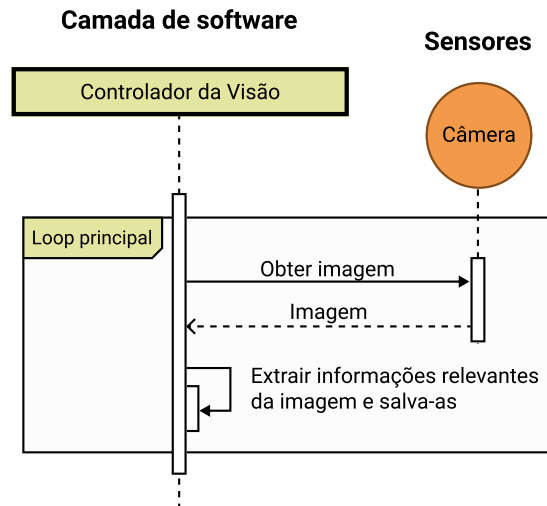 Camada de software
Sensores
Controlador da Visão
Câmera
Loop principal
Obter imagem
Imagem
Extrair informações relevantes
da imagem e salva-as